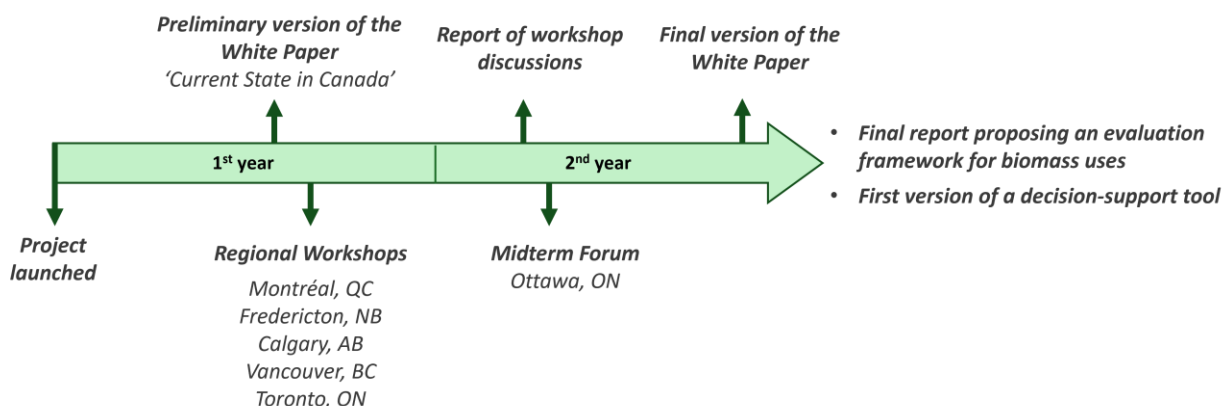 Preliminary version of the
White Paper
‘Current State in Canada’
Report of workshop
discussions
Final version of the
White Paper
1st year
2nd year
• Final report proposing an evaluation
framework for biomass uses
• First version of a decision-support tool
Project
launched
Regional Workshops
Montréal, QC
Fredericton, NB
Calgary, AB
Vancouver, BC
Toronto, ON
Midterm Forum
Ottawa, ON